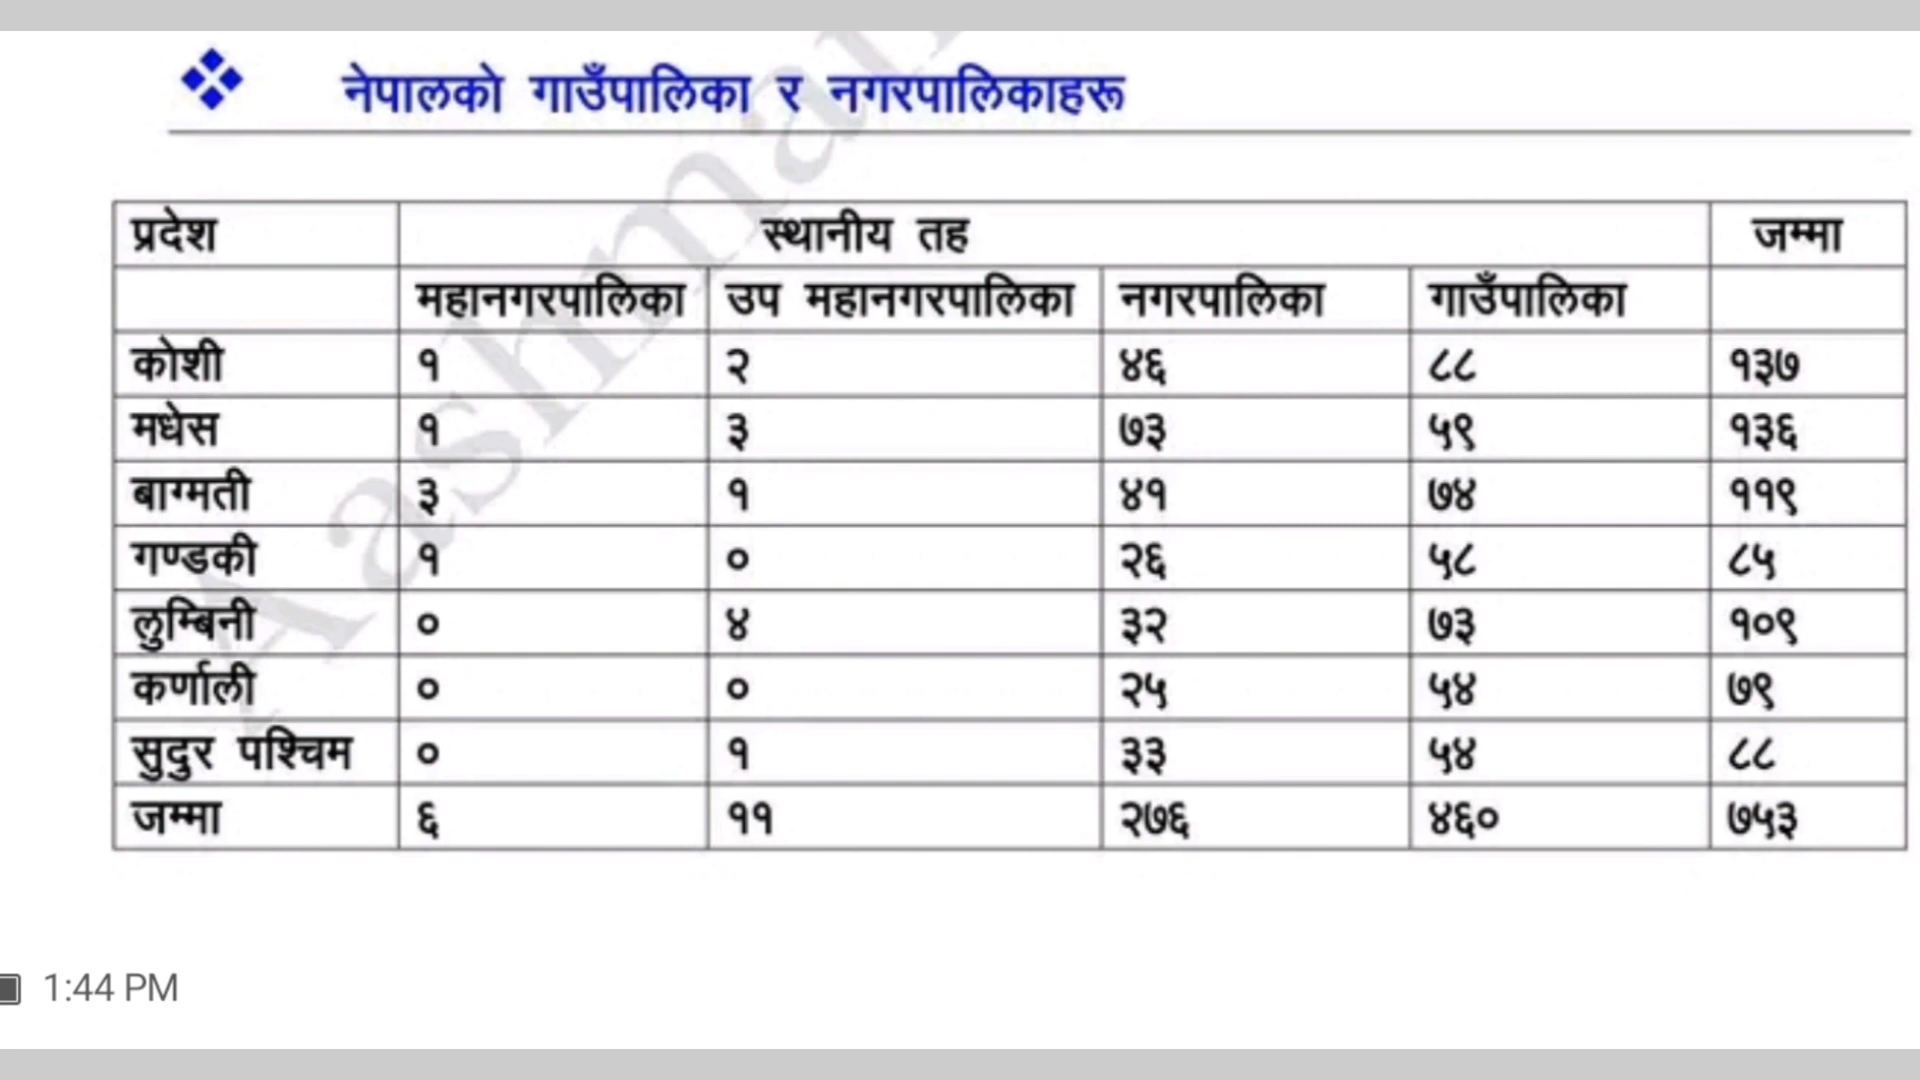 नेपालको गाउँपालिका र नगरपालिकाहरू
प्रदेश स्थानीय तह जम्मा
महानगरपालिका उप महानगरपालिका नगरपालिका गाउँपालिका
कोशी १ २ ४६ ८८ १३७
मधेस १ ३ ७३ ५९ १३६
बाग्मती ३ १ ४१ ७४ ११९
गण्डकी १ ० २६ ५८ ८५
लुम्बिनी ० ४ ३२ ७३ १०९
कर्णाली ० ० २५ ५४ ७९
सुदुर पश्चिम ० १ ३३ ५४ ८८
जम्मा ६ ११ २७६ ४६० ७५३
1:44 PM